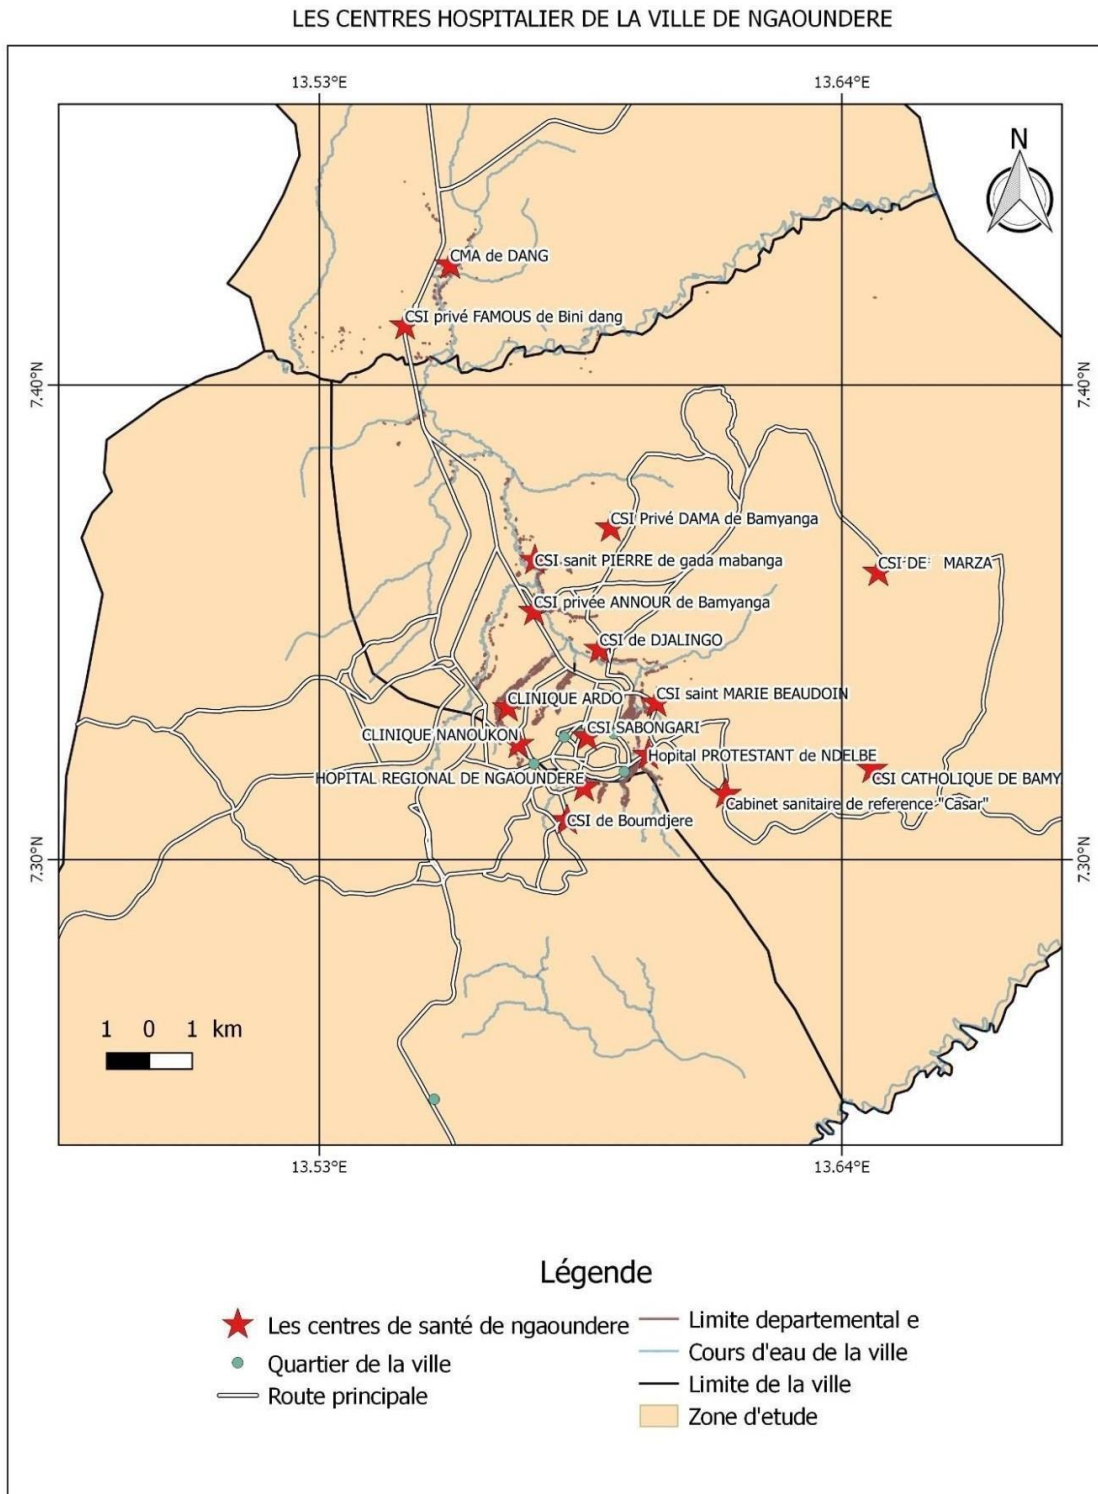 LES CENTRES HOSPITALIER DE LA VILLE DE NGAOUNDERE
13.53°E
13.64°E
N
CMA de DANG
CSI privé FAMOUS de Bini dang
7.40°N
7.40°N
CSI Privé DAMA de Bamyanga
CSI sanit PIERRE de gada mabanga
CSI DE MARZA
CSI privée ANNOUR de Bamyanga
CSI de DJALINGO
CSI saint MARIE BEAUDOIN
CLINIQUE ARDO
CSI SABONGARI
CLINIQUE NANOUKON
Hopital PROTESTANT de NDELBE
HOPITAL REGIONAL DE NGAOUNDERE
CSI CATHOLIQUE DE BAMY
Cabinet sanitaire de reference "Casar"
CSI de Boumdjere
7.30°N
7.30°N
1 0 1 km
13.53°E
13.64°E
Légende
Les centres de santé de ngaoundere
Quartier de la ville
Route principale
Limite departemental e
Cours d'eau de la ville
Limite de la ville
Zone d'etude